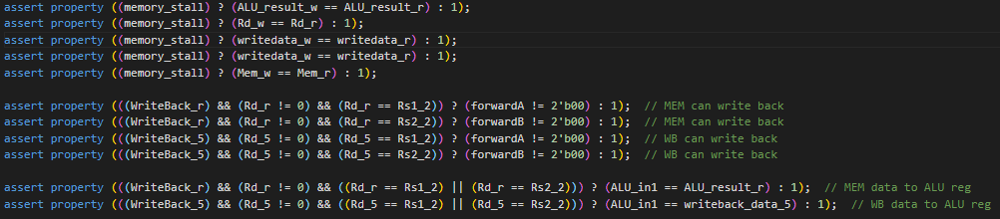 assert property ((memory_stall) ? (ALU_result_w == ALU_result_r) : 1);
assert property ((memory_stall) ? (Rd_w == Rd_r) : 1);
assert property ((memory_stall) ? (writedata_w == writedata_r) : 1);
assert property ((memory_stall) ? (writedata_w == writedata_r) : 1);
assert property ((memory_stall) ? (Mem_w == Mem_r) : 1);
assert property (((WriteBack_r) && (Rd_r != 0) && (Rd_r == Rs1_2)) ? (forwardA != 2'b00) : 1);  // MEM can write back
assert property (((WriteBack_r) && (Rd_r != 0) && (Rd_r == Rs2_2)) ? (forwardB != 2'b00) : 1);  // MEM can write back
assert property (((WriteBack_5) && (Rd_5 != 0) && (Rd_5 == Rs1_2)) ? (forwardA != 2'b00) : 1);  // WB can write back
assert property (((WriteBack_5) && (Rd_5 != 0) && (Rd_5 == Rs2_2)) ? (forwardB != 2'b00) : 1);  // WB can write back
assert property (((WriteBack_r) && (Rd_r != 0) && ((Rd_r == Rs1_2) || (Rd_r == Rs2_2))) ? (ALU_in1 == ALU_result_r) : 1);  // MEM data to ALU reg
assert property (((WriteBack_5) && (Rd_5 != 0) && ((Rd_5 == Rs1_2) || (Rd_5 == Rs2_2))) ? (ALU_in1 == writeback_data_5) : 1);  // WB data to ALU reg